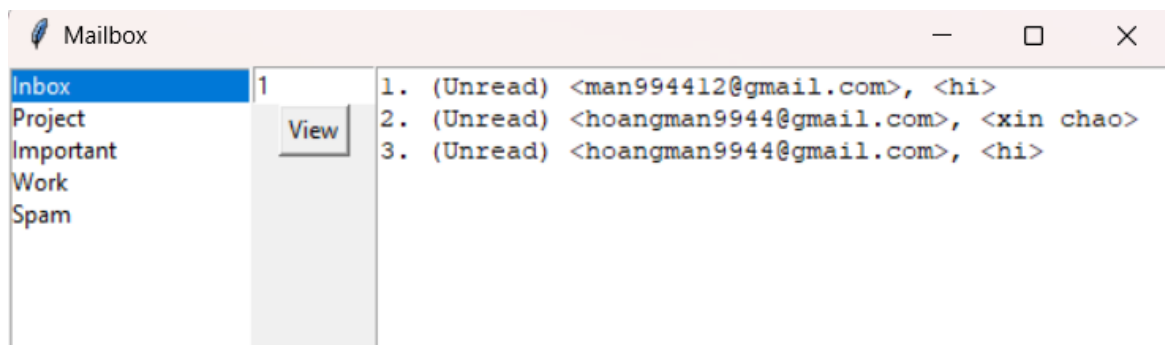 Mailbox
Inbox
Project
Important
Work
Spam
1
View
1. (Unread) <man994412@gmail.com>, <hi>
2. (Unread) <hoangman9944@gmail.com>, <xin chao>
3. (Unread) <hoangman9944@gmail.com>, <hi>